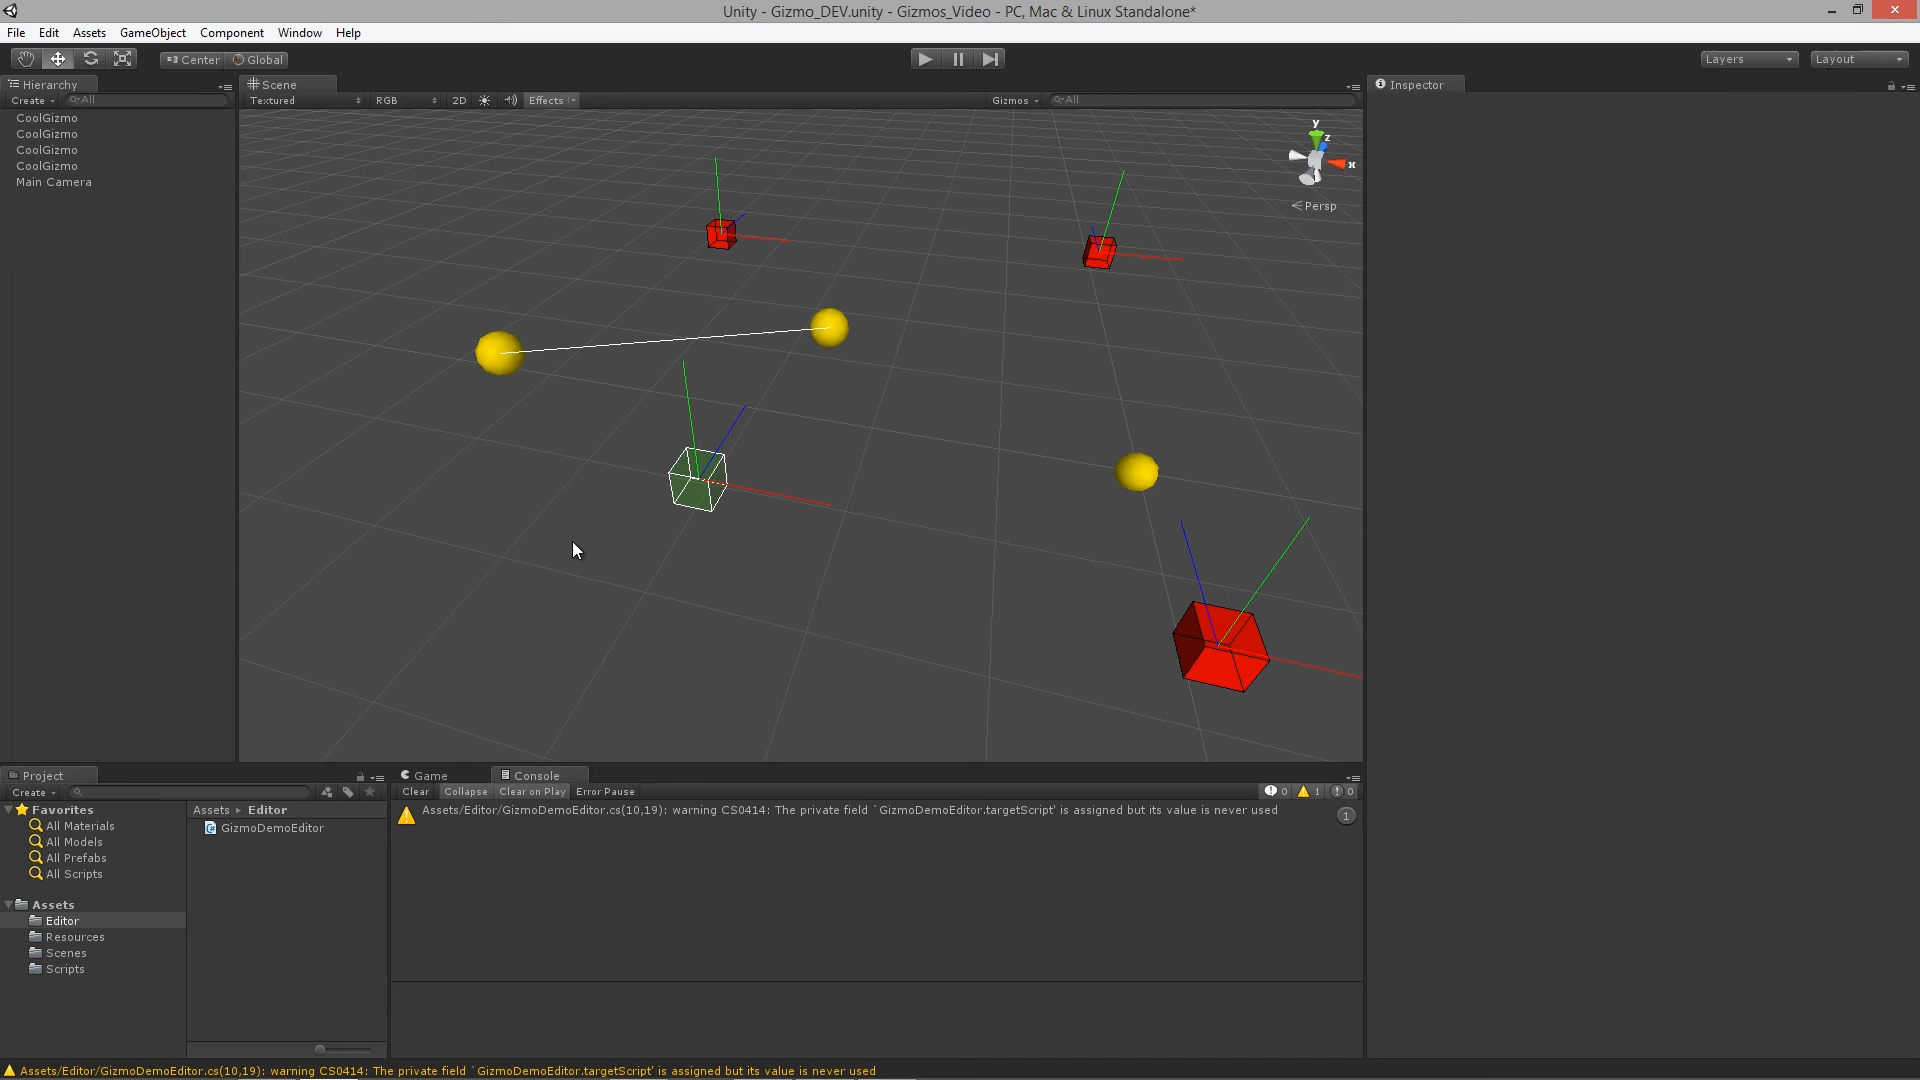 Unity - Gizmo_DEV.unity - Gizmos_Video - PC, Mac & Linux Standalone*
File Edit Assets GameObject Component Window Help
Center Global Layers Layout
Hierarchy Scene Inspector
Create All Textured RGB 2D Effects Gizmos All
CoolGizmo
CoolGizmo
CoolGizmo
CoolGizmo
Main Camera
y
z
x
Persp
Project Game Console
Create Clear Collapse Clear on Play Error Pause 0 1 0
Favorites
All Materials
All Models
All Prefabs
All Scripts
Assets
Editor
Resources
Scenes
Scripts
Assets Editor
GizmoDemoEditor
Assets/Editor/GizmoDemoEditor.cs(10,19): warning CS0414: The private field `GizmoDemoEditor.targetScript' is assigned but its value is never used
1
Assets/Editor/GizmoDemoEditor.cs(10,19): warning CS0414: The private field `GizmoDemoEditor.targetScript' is assigned but its value is never used